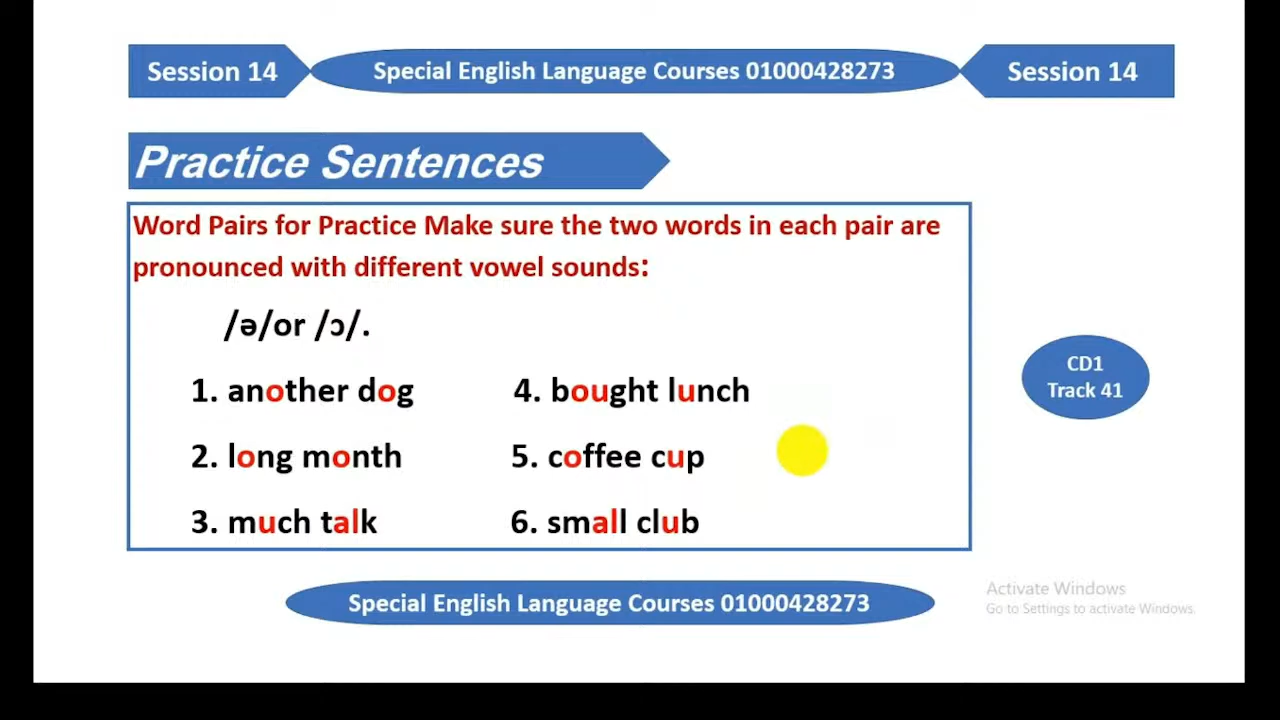 Session 14
Special English Language Courses 01000428273
Session 14
Practice Sentences
Word Pairs for Practice Make sure the two words in each pair are
pronounced with different vowel sounds:
/ə/or /ɔ/.
1. another dog
4. bought lunch
2. long month
5. coffee cup
3. much talk
6. small club
CD1
Track 41
Special English Language Courses 01000428273
Activate Windows
Go to Settings to activate Windows.